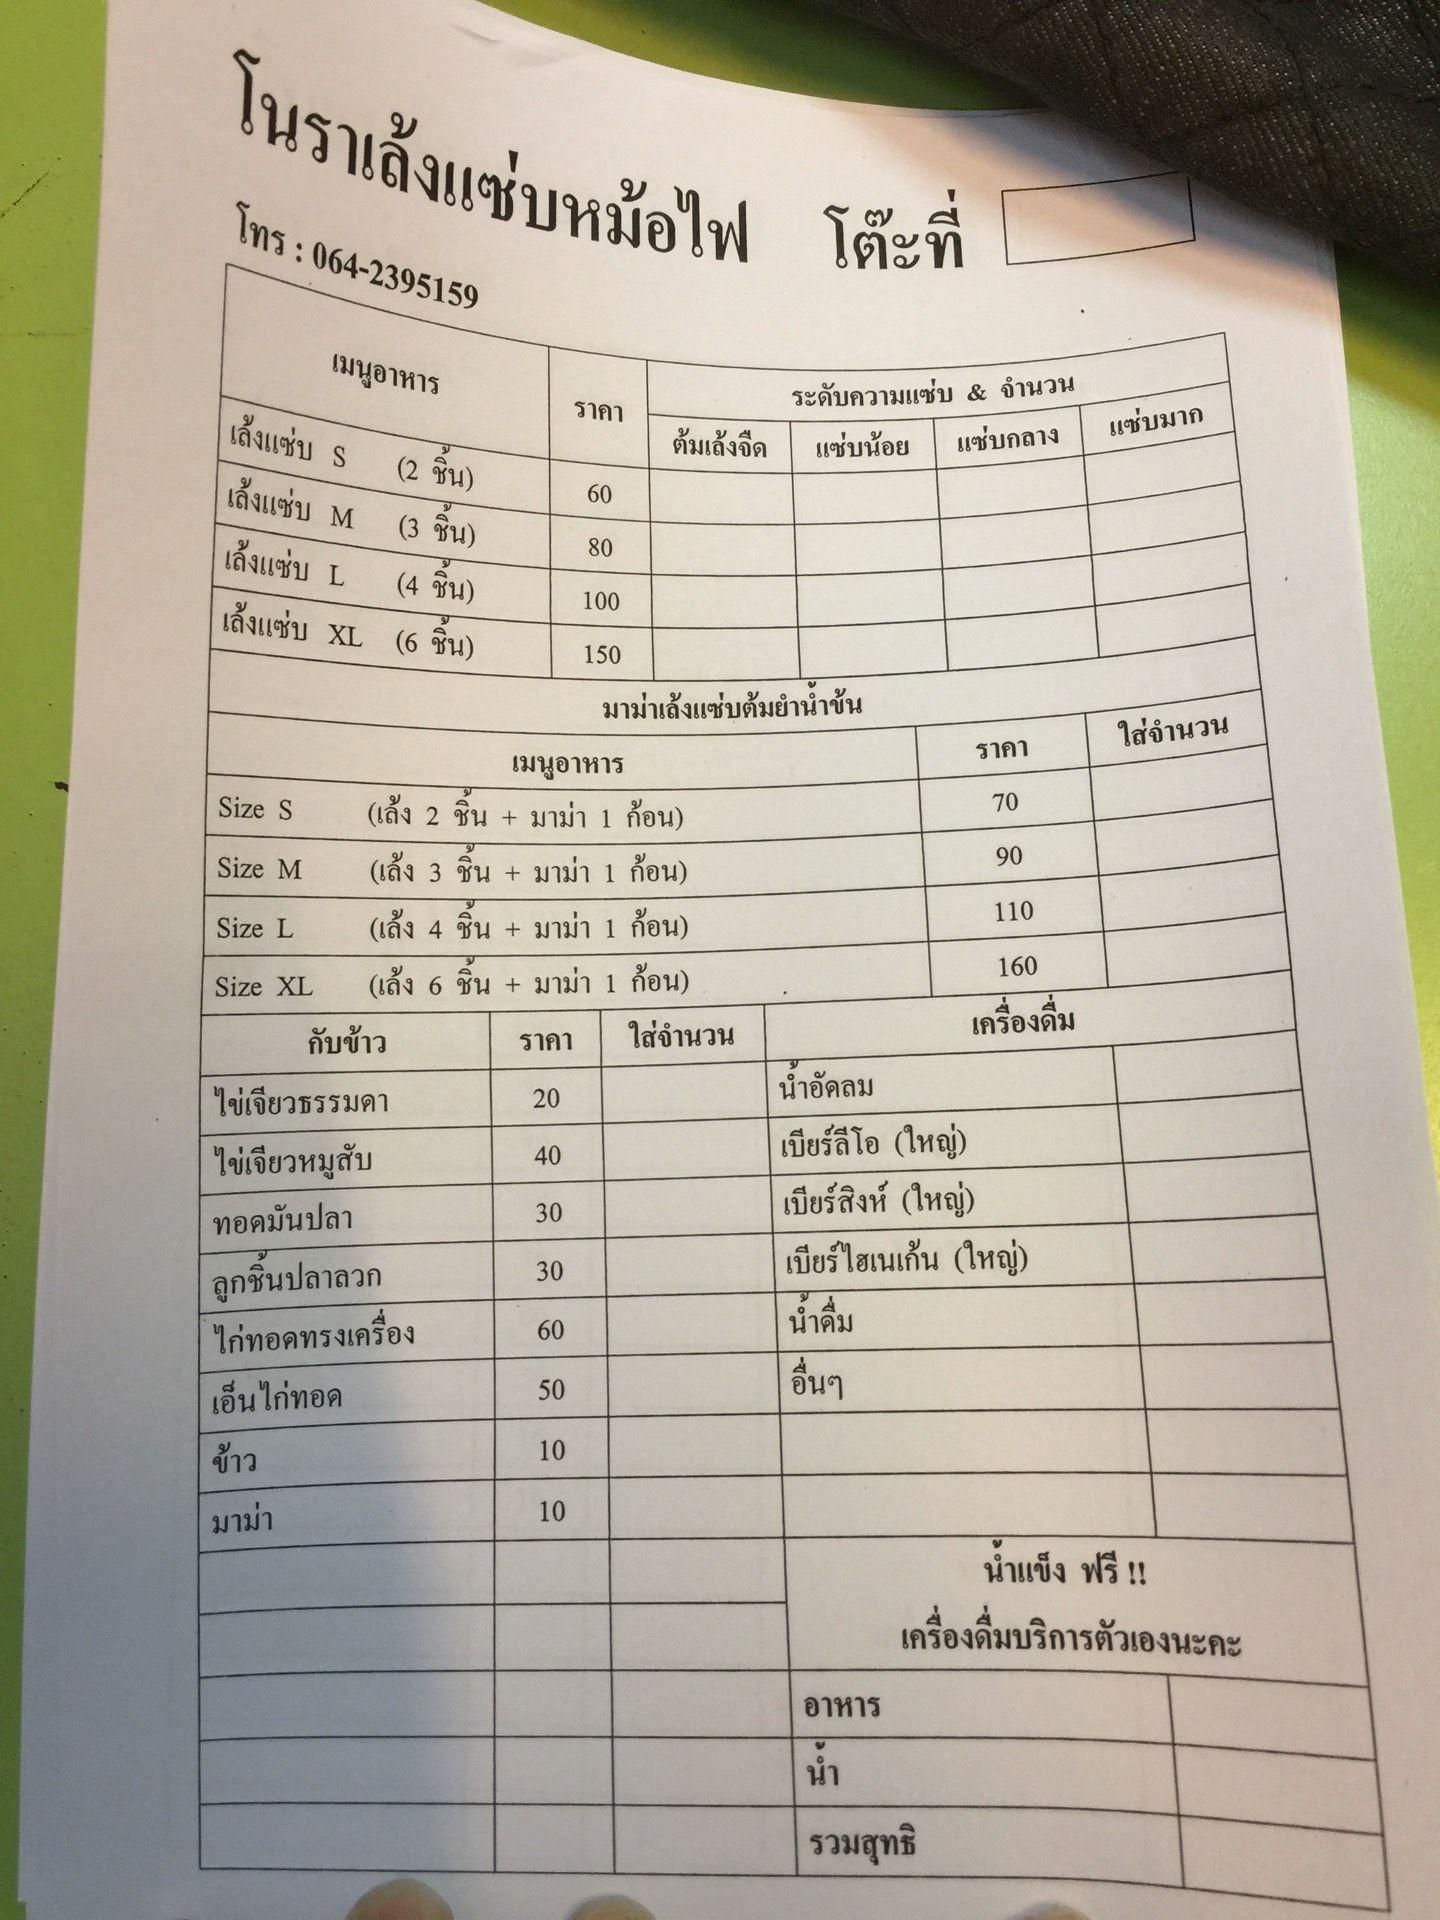 โนราเล้งแซ่บหม้อไฟ โต๊ะที่
โทร : 064-2395159
เมนูอาหาร ราคา ระดับความแซ่บ & จำนวน
ต้มเล้งจืด แซ่บน้อย แซ่บกลาง แซ่บมาก
เล้งแซ่บ S (2 ชิ้น) 60
เล้งแซ่บ M (3 ชิ้น) 80
เล้งแซ่บ L (4 ชิ้น) 100
เล้งแซ่บ XL (6 ชิ้น) 150
มาม่าเล้งแซ่บต้มยำน้ำข้น
เมนูอาหาร ราคา ใส่จำนวน
Size S (เล้ง 2 ชิ้น + มาม่า 1 ก้อน) 70
Size M (เล้ง 3 ชิ้น + มาม่า 1 ก้อน) 90
Size L (เล้ง 4 ชิ้น + มาม่า 1 ก้อน) 110
Size XL (เล้ง 6 ชิ้น + มาม่า 1 ก้อน) 160
กับข้าว ราคา ใส่จำนวน เครื่องดื่ม
ไข่เจียวธรรมดา 20 น้ำอัดลม
ไข่เจียวหมูสับ 40 เบียร์ลีโอ (ใหญ่)
ทอดมันปลา 30 เบียร์สิงห์ (ใหญ่)
ลูกชิ้นปลาลวก 30 เบียร์ไฮเนเก้น (ใหญ่)
ไก่ทอดทรงเครื่อง 60 น้ำดื่ม
เอ็นไก่ทอด 50 อื่นๆ
ข้าว 10
มาม่า 10
น้ำแข็ง ฟรี !!
เครื่องดื่มบริการตัวเองนะคะ
อาหาร
น้ำ
รวมสุทธิ